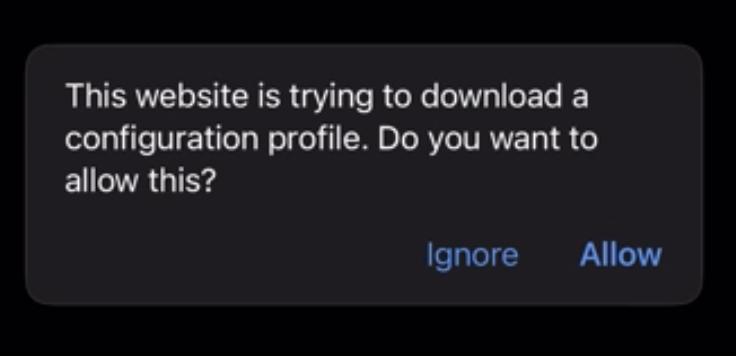 This website is trying to download a
configuration profile. Do you want to
allow this?
Ignore Allow